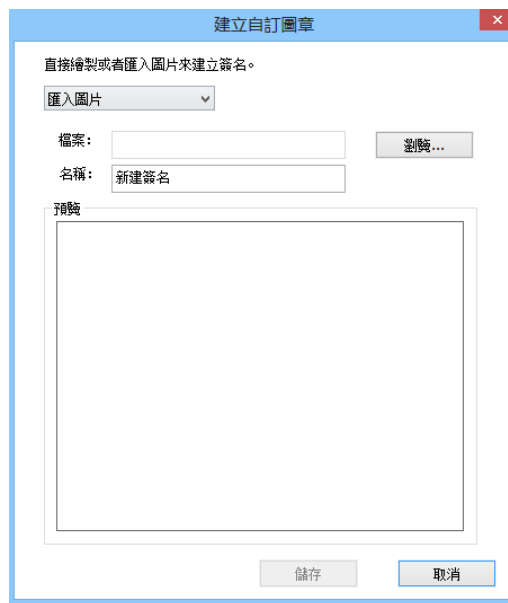 建立自訂圖章
直接繪製或者匯入圖片來建立簽名。
匯入圖片
檔案:
瀏覽...
名稱:
新建簽名
預覽
儲存
取消